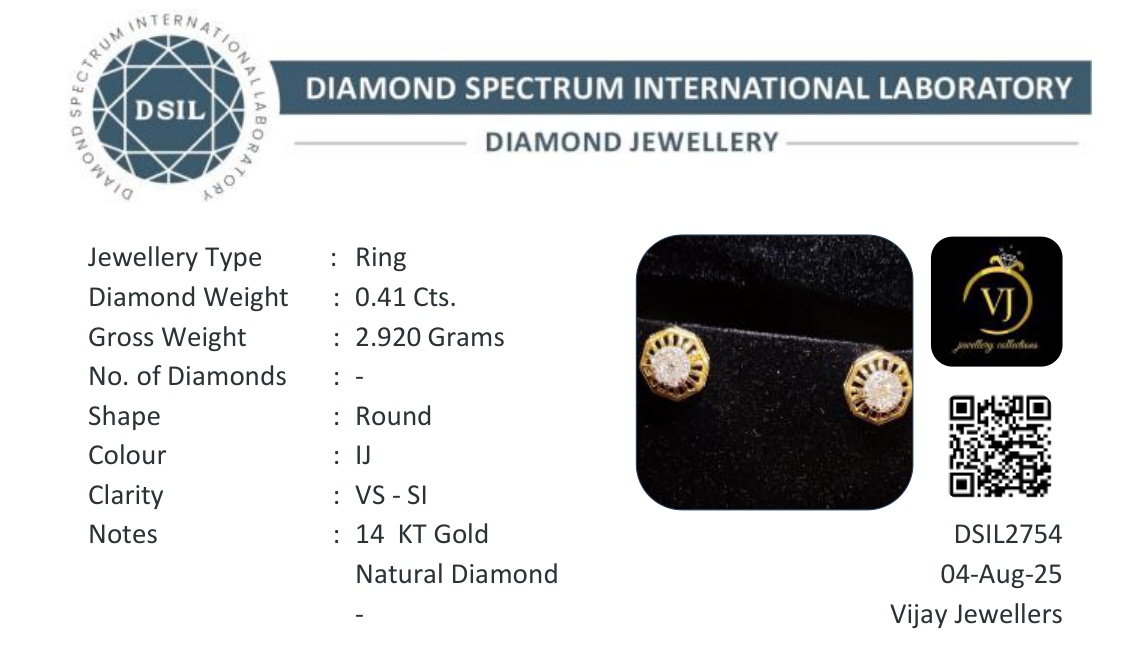 DIAMOND SPECTRUM INTERNATIONAL LABORATORY
DSIL
DIAMOND SPECTRUM INTERNATIONAL LABORATORY
DIAMOND JEWELLERY
Jewellery Type : Ring
Diamond Weight : 0.41 Cts.
Gross Weight : 2.920 Grams
No. of Diamonds : -
Shape : Round
Colour : IJ
Clarity : VS - SI
Notes : 14 KT Gold
Natural Diamond
-
VJ
jewellery collections
DSIL2754
04-Aug-25
Vijay Jewellers